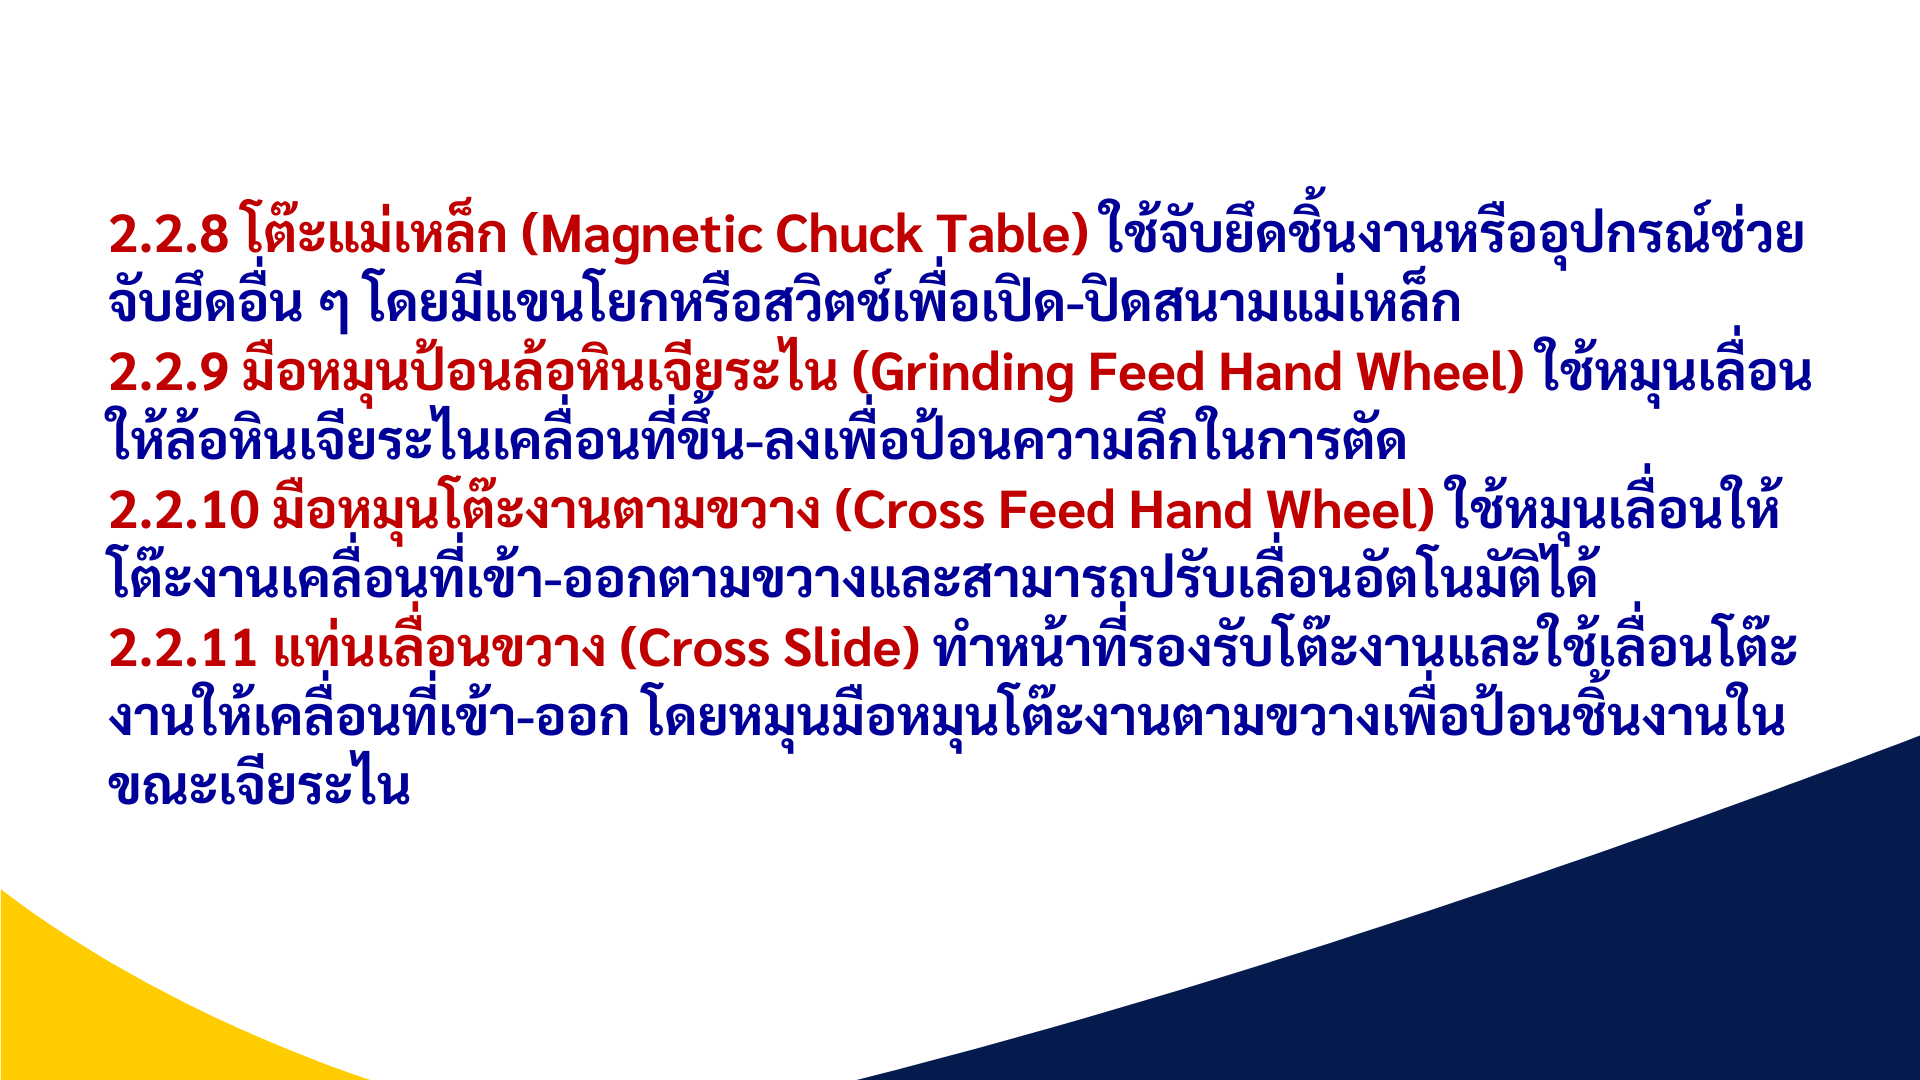 2.2.8 โต๊ะแม่เหล็ก (Magnetic Chuck Table) ใช้จับยึดชิ้นงานหรืออุปกรณ์ช่วย
จับยึดอื่น ๆ โดยมีแขนโยกหรือสวิตช์เพื่อเปิด-ปิดสนามแม่เหล็ก
2.2.9 มือหมุนป้อนล้อหินเจียระไน (Grinding Feed Hand Wheel) ใช้หมุนเลื่อน
ให้ล้อหินเจียระไนเคลื่อนที่ขึ้น-ลงเพื่อป้อนความลึกในการตัด
2.2.10 มือหมุนโต๊ะงานตามขวาง (Cross Feed Hand Wheel) ใช้หมุนเลื่อนให้
โต๊ะงานเคลื่อนที่เข้า-ออกตามขวางและสามารถปรับเลื่อนอัตโนมัติได้
2.2.11 แท่นเลื่อนขวาง (Cross Slide) ทำหน้าที่รองรับโต๊ะงานและใช้เลื่อนโต๊ะ
งานให้เคลื่อนที่เข้า-ออก โดยหมุนมือหมุนโต๊ะงานตามขวางเพื่อป้อนชิ้นงานใน
ขณะเจียระไน